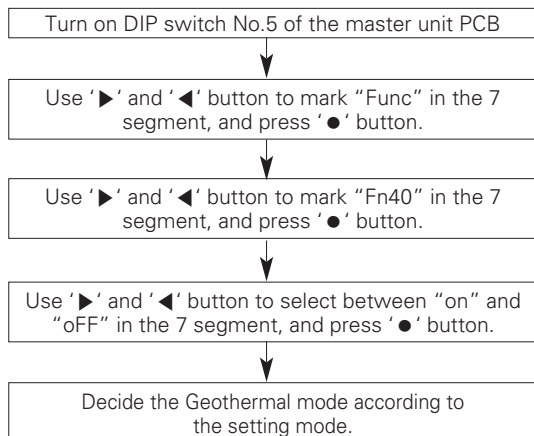 Turn on DIP switch No.5 of the master unit PCB
Use ‘▶‘ and ‘◀‘ button to mark “Func” in the 7
segment, and press ‘●‘ button.
Use ‘▶‘ and ‘◀‘ button to mark “Fn40” in the 7
segment, and press ‘●‘ button.
Use ‘▶‘ and ‘◀‘ button to select between “on” and
“oFF” in the 7 segment, and press ‘●‘ button.
Decide the Geothermal mode according to
the setting mode.